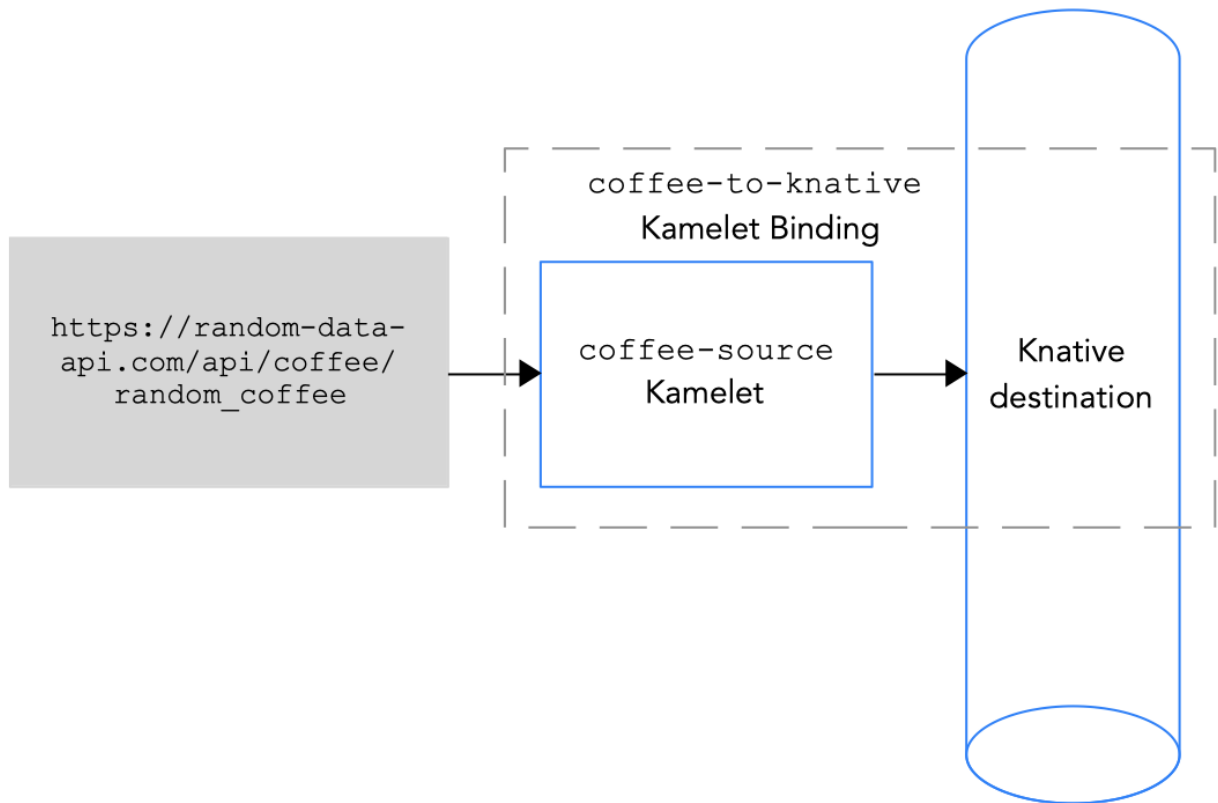 coffee-to-knative
Kamelet Binding
https://random-data-
api.com/api/coffee/
random_coffee
coffee-source
Kamelet
Knative
destination